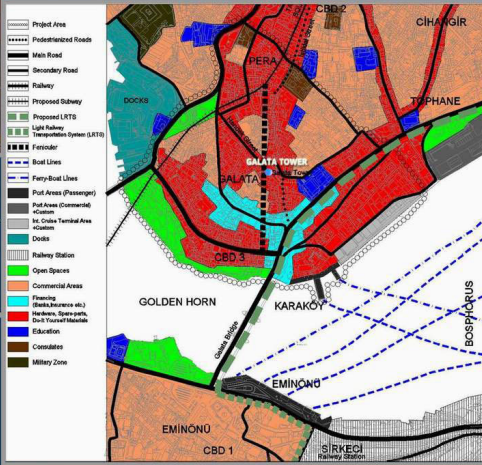 Project Area
Pedestrianized Roads
Main Road
Secondary Road
Railway
Proposed Subway
Proposed LRTS
Light Railway
Transportation System (LRTS)
Feniculer
Boat Lines
Ferry-Boat Lines
Port Areas (Passenger)
Port Areas (Commercial)
+Custom
Int. Cruise Terminal Area
+Custom
Docks
Railway Station
Open Spaces
Commercial Areas
Financing
(Banks,Insurance etc.)
Hardware, Spare-parts,
Do-It Yourself Materials
Education
Consulates
Military Zone
CBD 2
CİHANGİR
PERA
DOCKS
TOPHANE
GALATA TOWER
GALATA
CBD 3
GOLDEN HORN
KARAKÖY
BOSPHORUS
Galata Bridge
EMİNÖNÜ
EMİNÖNÜ
CBD 1
SİRKECİ
Railway Station